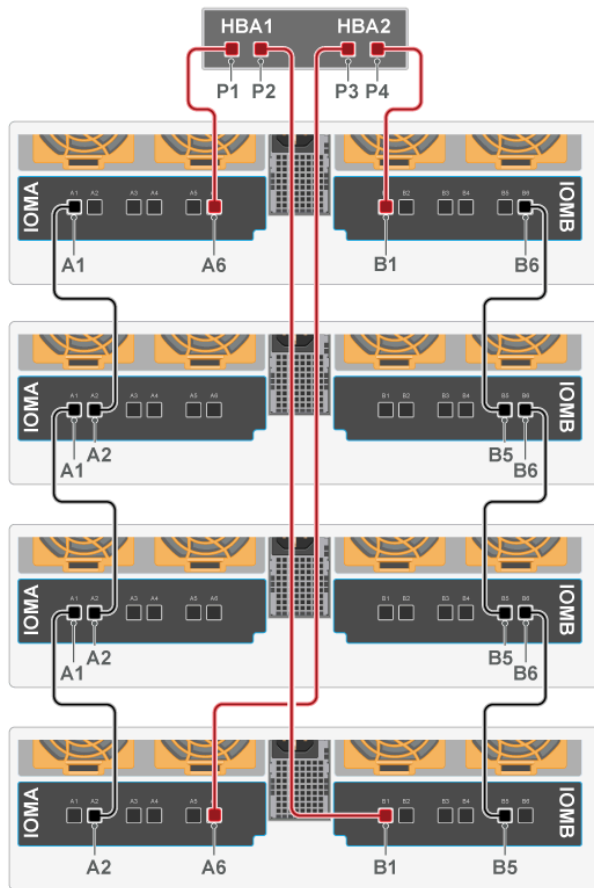 HBA1 HBA2
P1 P2 P3 P4
IOMA A1 A2 A3 A4 A5 B2 B3 B4 B5 B6 IOMB
A1 A6 B1 B6
IOMA A1 A2 A3 A4 A5 A6 B1 B2 B3 B4 B5 B6 IOMB
A1 A2 B5 B6
IOMA A1 A2 A3 A4 A5 A6 B1 B2 B3 B4 B5 B6 IOMB
A1 A2 B5 B6
IOMA A1 A2 A3 A4 A5 B1 B2 B3 B4 B5 B6 IOMB
A2 A6 B1 B5